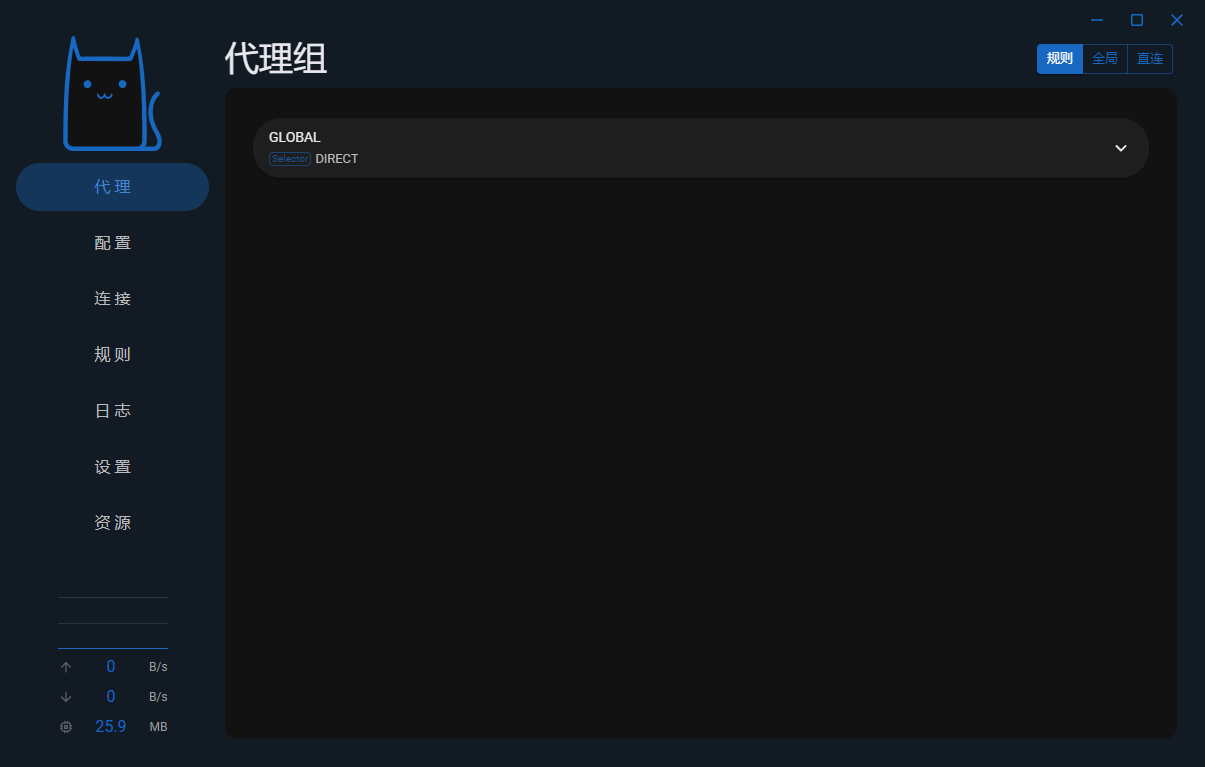 代理组
规则 全局 直连
GLOBAL
Selector DIRECT
代理
配置
连接
规则
日志
设置
资源
0 B/s
0 B/s
25.9 MB